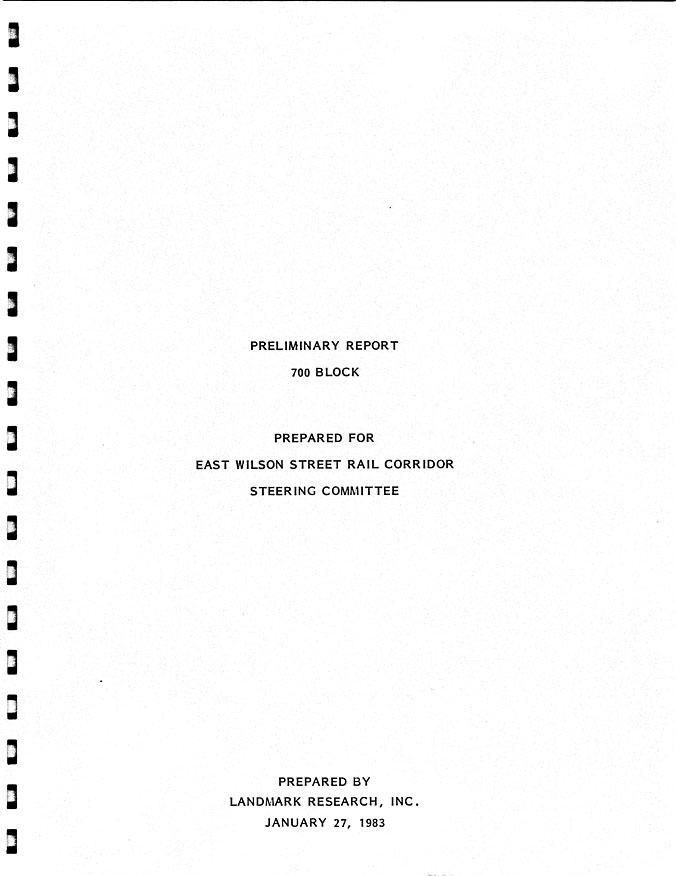 PRELIMINARY REPORT
700 BLOCK
PREPARED FOR
EAST WILSON STREET RAIL CORRIDOR
STEERING COMMITTEE
PREPARED BY
LANDMARK RESEARCH, INC.
JANUARY 27, 1983